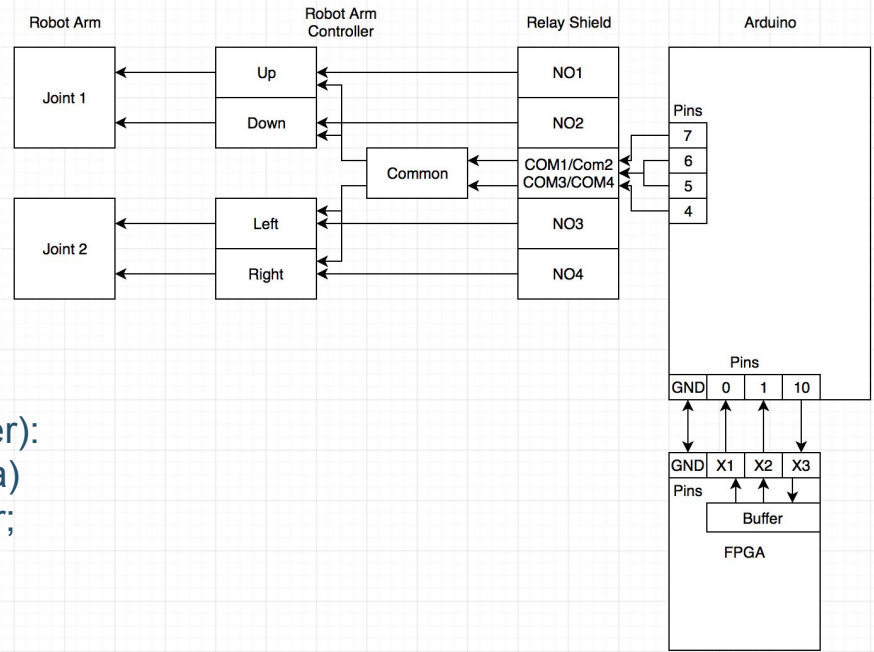 Robot Arm
Robot Arm
Controller
Relay Shield
Arduino
Joint 1
Up
Down
NO1
NO2
Pins
7
6
5
4
Common
COM1/Com2
COM3/COM4
Joint 2
Left
Right
NO3
NO4
Pins
GND 0 1 10
GND X1 X2 X3
Pins
Buffer
FPGA
er):
a)
r;